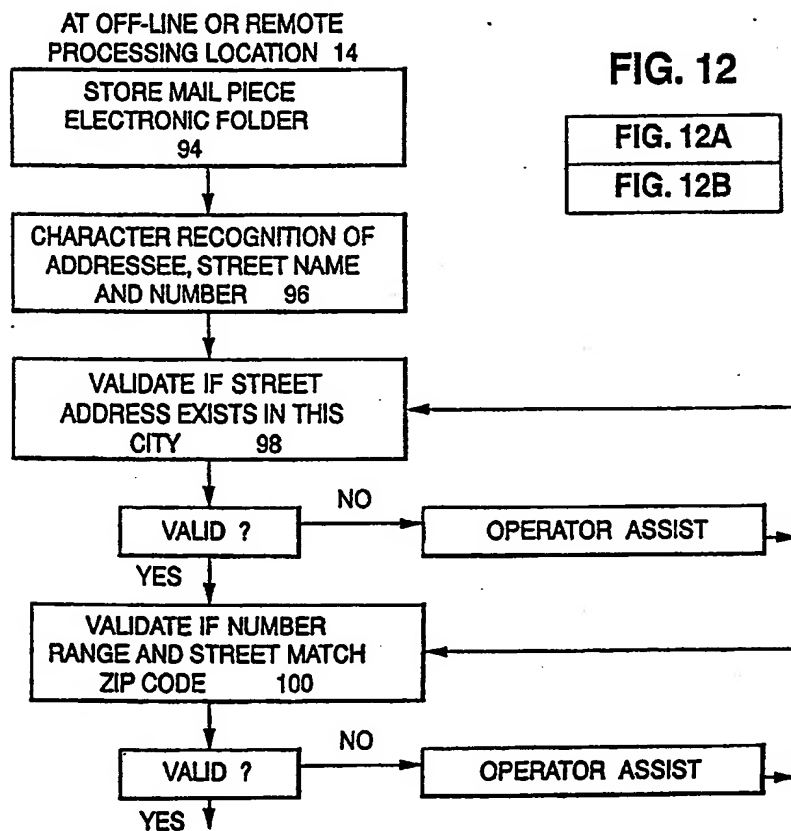 AT OFF-LINE OR REMOTE
PROCESSING LOCATION 14
STORE MAIL PIECE
ELECTRONIC FOLDER
94
FIG. 12
FIG. 12A
FIG. 12B
CHARACTER RECOGNITION OF
ADDRESSEE, STREET NAME
AND NUMBER 96
VALIDATE IF STREET
ADDRESS EXISTS IN THIS
CITY 98
VALID ?
NO
OPERATOR ASSIST
YES
VALIDATE IF NUMBER
RANGE AND STREET MATCH
ZIP CODE 100
VALID ?
NO
OPERATOR ASSIST
YES